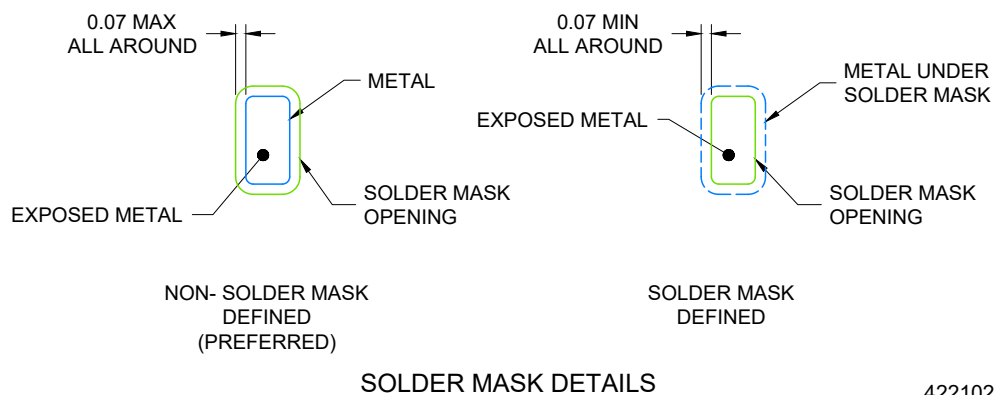 0.07 MAX
ALL AROUND
METAL
EXPOSED METAL
SOLDER MASK
OPENING
NON- SOLDER MASK
DEFINED
(PREFERRED)
0.07 MIN
ALL AROUND
METAL UNDER
SOLDER MASK
EXPOSED METAL
SOLDER MASK
OPENING
SOLDER MASK
DEFINED
SOLDER MASK DETAILS
422102